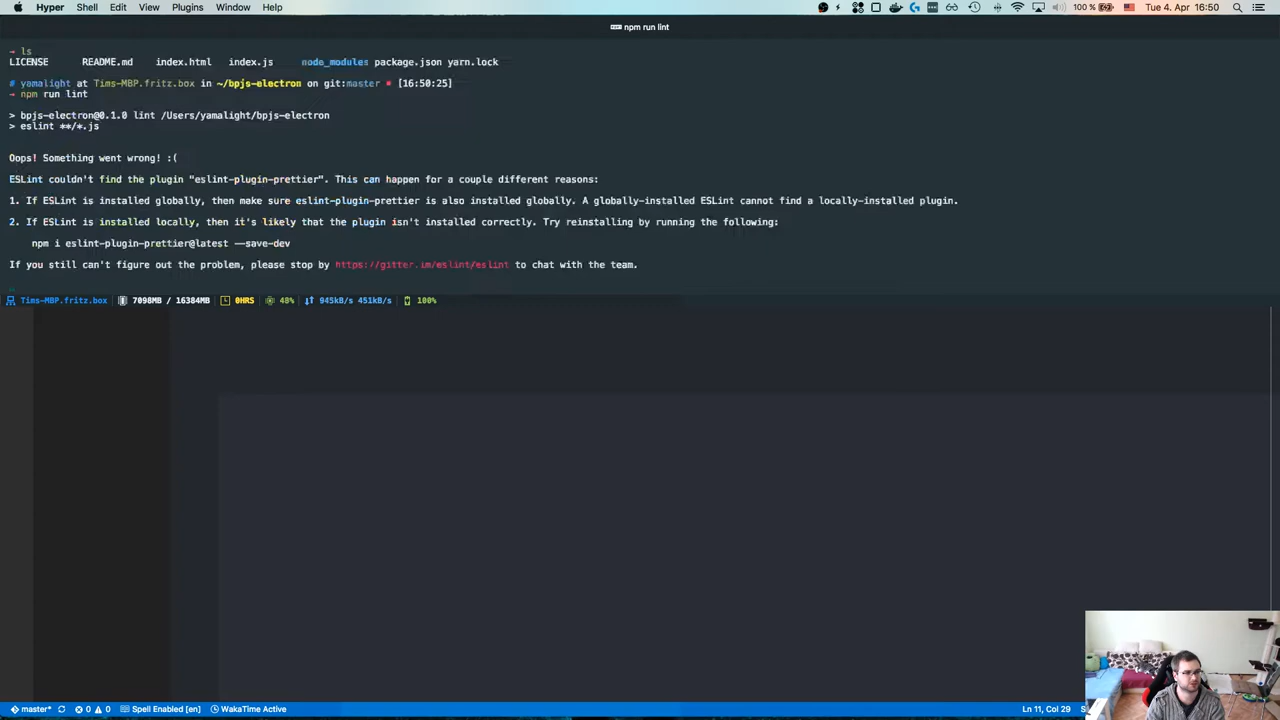 Hyper Shell Edit View Plugins Window Help 100 % Tue 4. Apr 16:50
npm run lint
→ ls
LICENSE README.md index.html index.js node_modules package.json yarn.lock
# yamalight at Tims-MBP.fritz.box in ~/bpjs-electron on git:master [16:50:25]
→ npm run lint
> bpjs-electron@0.1.0 lint /Users/yamalight/bpjs-electron
> eslint **/*.js
Oops! Something went wrong! :(
ESLint couldn't find the plugin "eslint-plugin-prettier". This can happen for a couple different reasons:
1. If ESLint is installed globally, then make sure eslint-plugin-prettier is also installed globally. A globally-installed ESLint cannot find a locally-installed plugin.
2. If ESLint is installed locally, then it's likely that the plugin isn't installed correctly. Try reinstalling by running the following:
npm i eslint-plugin-prettier@latest --save-dev
If you still can't figure out the problem, please stop by https://gitter.im/eslint/eslint to chat with the team.
Tims-MBP.fritz.box 7098MB / 16384MB 0HRS 48% 945kB/s 451kB/s 100%
master* 0 0 Spell Enabled [en] WakaTime Active Ln 11, Col 29